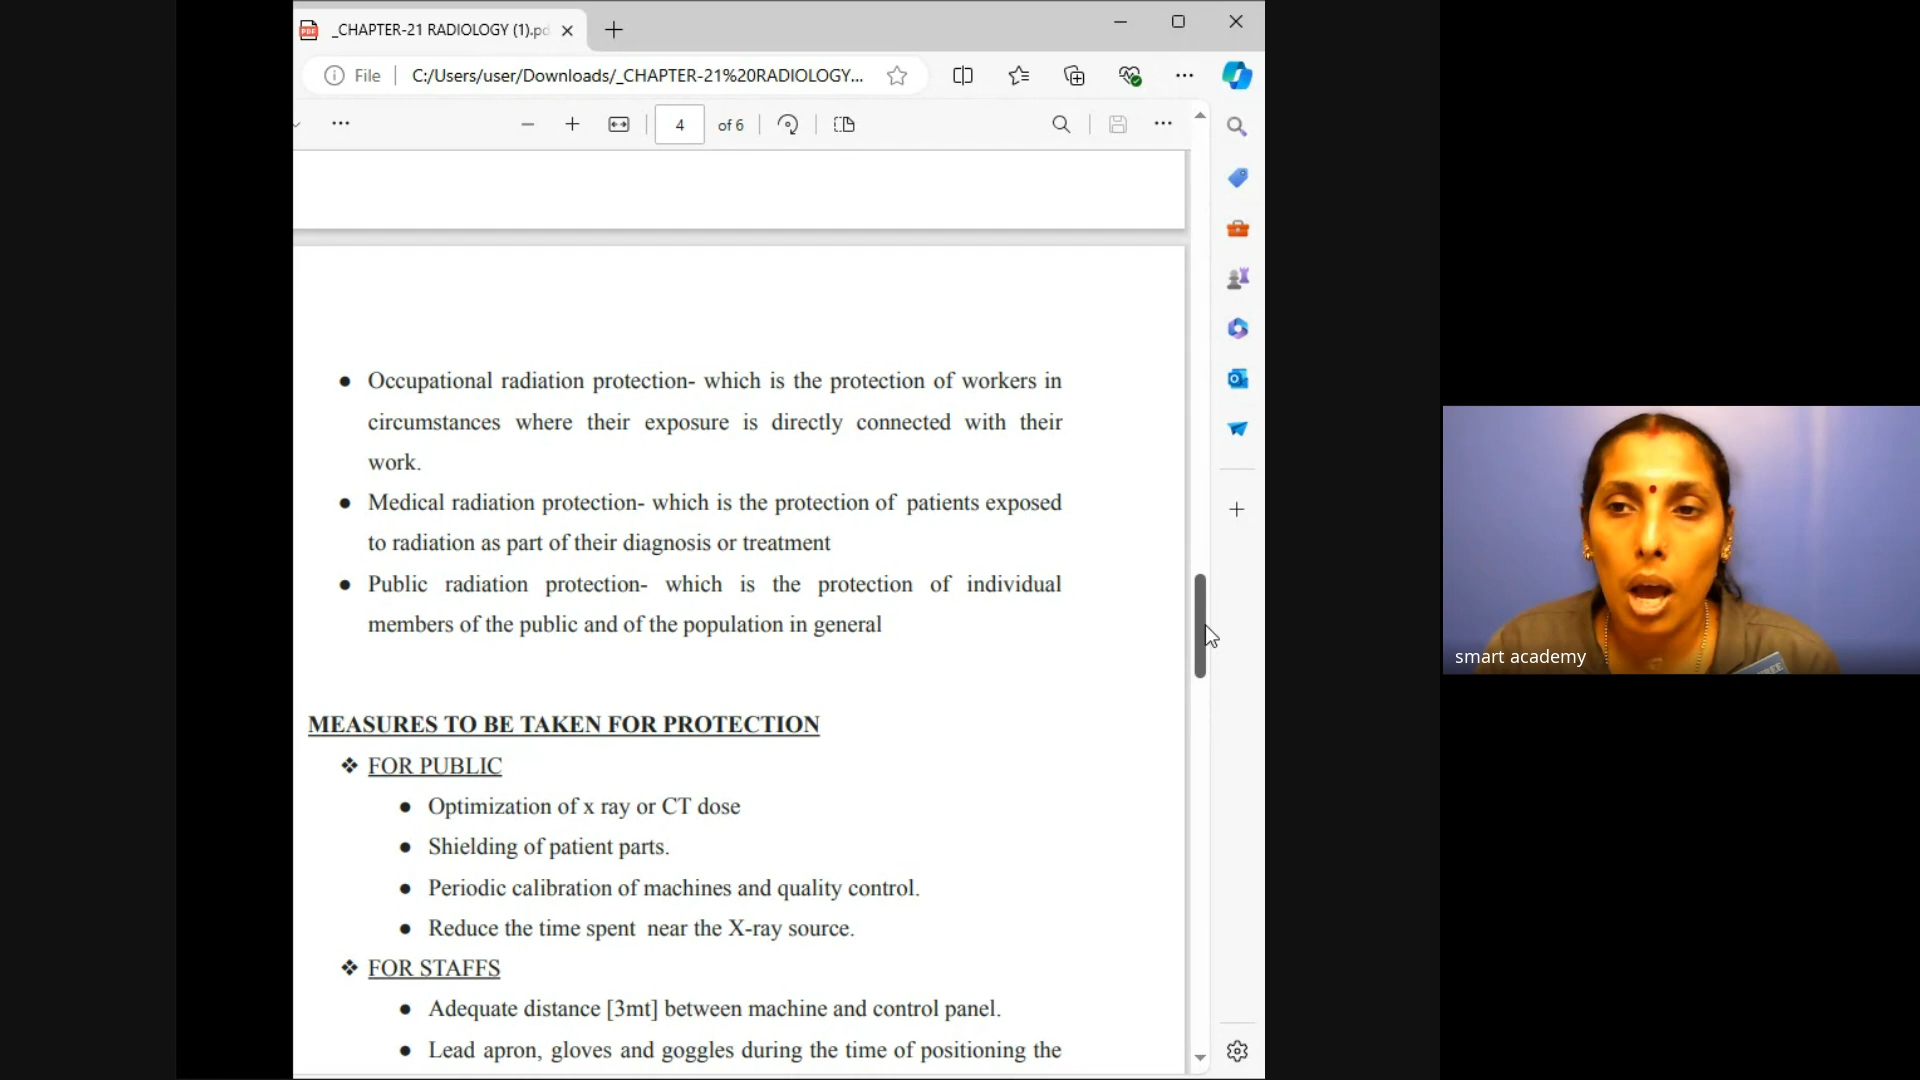 _CHAPTER-21 RADIOLOGY (1).pd
File
C:/Users/user/Downloads/_CHAPTER-21%20RADIOLOGY...
4 of 6
● Occupational radiation protection- which is the protection of workers in
circumstances where their exposure is directly connected with their
work.
● Medical radiation protection- which is the protection of patients exposed
to radiation as part of their diagnosis or treatment
● Public radiation protection- which is the protection of individual
members of the public and of the population in general
MEASURES TO BE TAKEN FOR PROTECTION
❖ FOR PUBLIC
● Optimization of x ray or CT dose
● Shielding of patient parts.
● Periodic calibration of machines and quality control.
● Reduce the time spent near the X-ray source.
❖ FOR STAFFS
● Adequate distance [3mt] between machine and control panel.
● Lead apron, gloves and goggles during the time of positioning the
smart academy